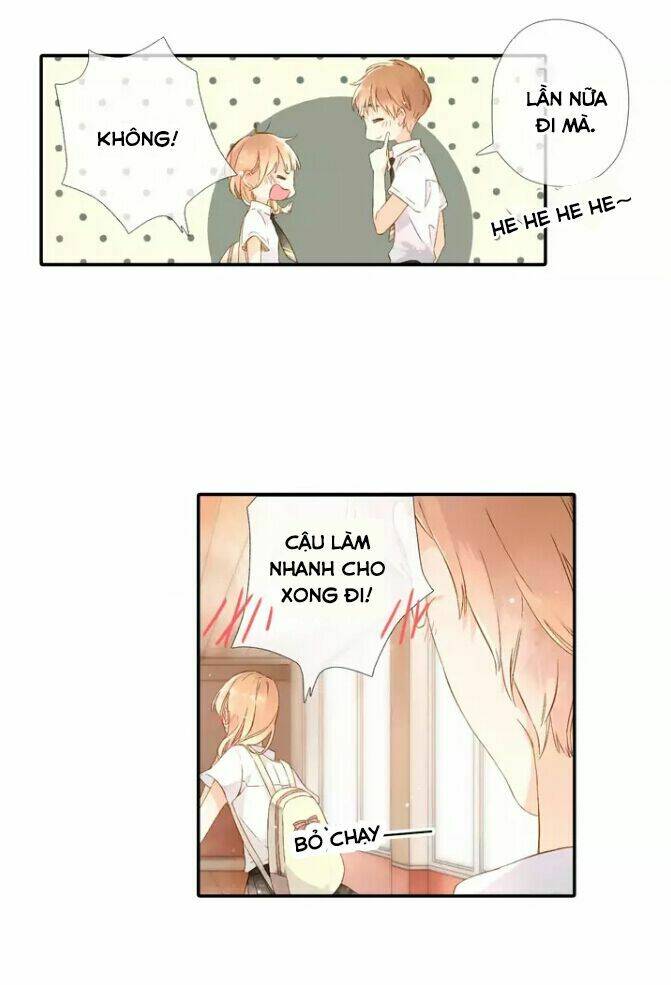 KHÔNG!
LẦN NỮA
ĐI MÀ.
HE HE HE HE~
CẬU LÀM
NHANH CHO
XONG ĐI!
BỎ CHẠY